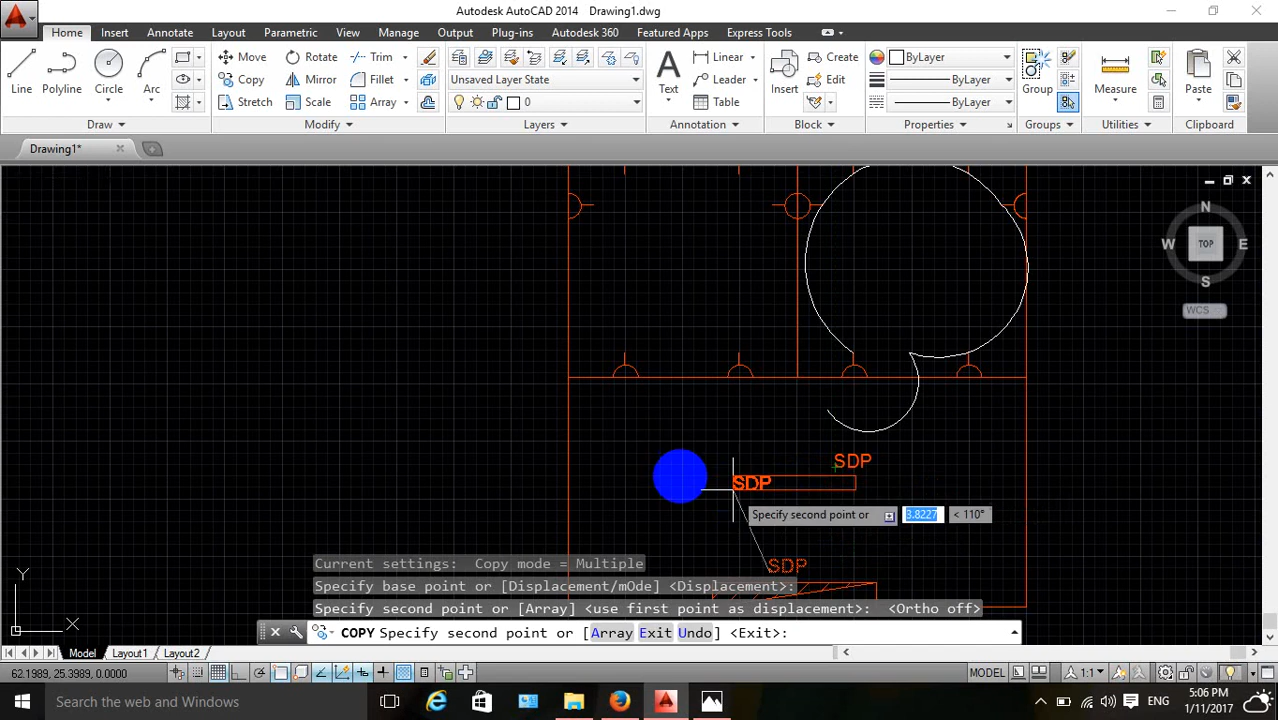 Autodesk AutoCAD 2014 Drawing1.dwg
Home Insert Annotate Layout Parametric View Manage Output Plug-ins Autodesk 360 Featured Apps Express Tools
Line Polyline Circle Arc
Move Rotate Trim
Copy Mirror Fillet
Stretch Scale Array
Unsaved Layer State
0
Text
Linear
Leader
Table
Insert
Create
Edit
ByLayer
ByLayer
ByLayer
Group
Measure
Paste
Draw Modify Layers Annotation Block Properties Groups Utilities Clipboard
Drawing1*
N
W TOP E
S
WCS
SDP
SDP
Specify second point or 3.8227 < 110°
SDP
Current settings: Copy mode = Multiple
Specify base point or [Displacement/mOde] <Displacement>:
Specify second point or [Array] <use first point as displacement>: <Ortho off>
COPY Specify second point or [Array Exit Undo] <Exit>:
Y
X
Model Layout1 Layout2
62.1989, 25.3989, 0.0000
MODEL
1:1
Search the web and Windows
ENG
5:06 PM
1/11/2017